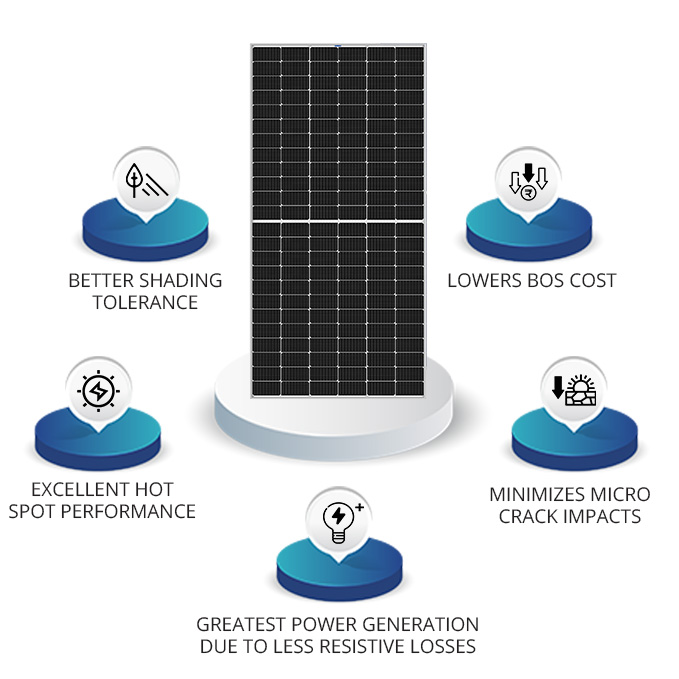 BETTER SHADING
TOLERANCE
LOWERS BOS COST
EXCELLENT HOT
SPOT PERFORMANCE
MINIMIZES MICRO
CRACK IMPACTS
GREATEST POWER GENERATION
DUE TO LESS RESISTIVE LOSSES